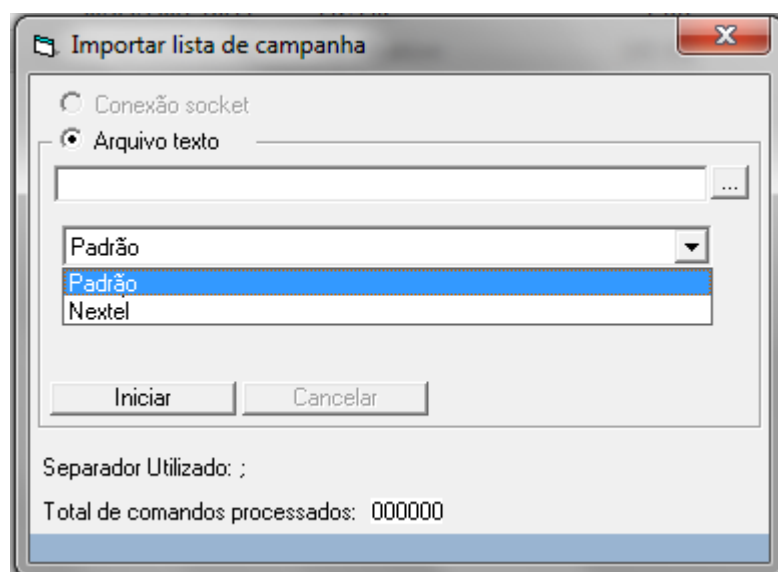 Importar lista de campanha
Conexão socket
Arquivo texto
...
Padrão
Padrão
Nextel
Iniciar
Cancelar
Separador Utilizado: ;
Total de comandos processados: 000000